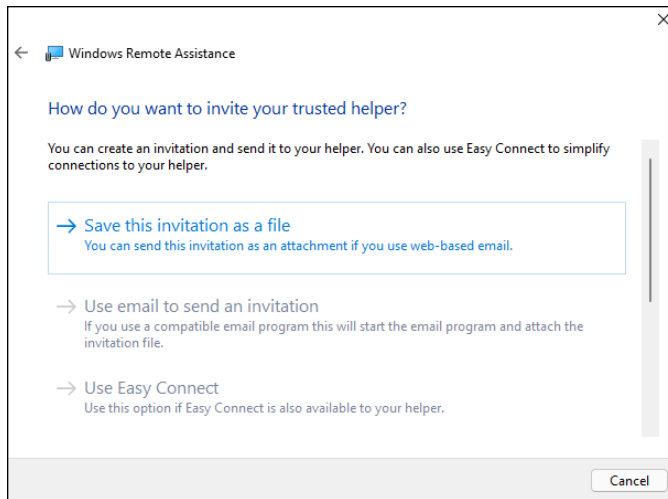 Windows Remote Assistance
How do you want to invite your trusted helper?
You can create an invitation and send it to your helper. You can also use Easy Connect to simplify
connections to your helper.
Save this invitation as a file
You can send this invitation as an attachment if you use web-based email.
Use email to send an invitation
If you use a compatible email program this will start the email program and attach the
invitation file.
Use Easy Connect
Use this option if Easy Connect is also available to your helper.
Cancel